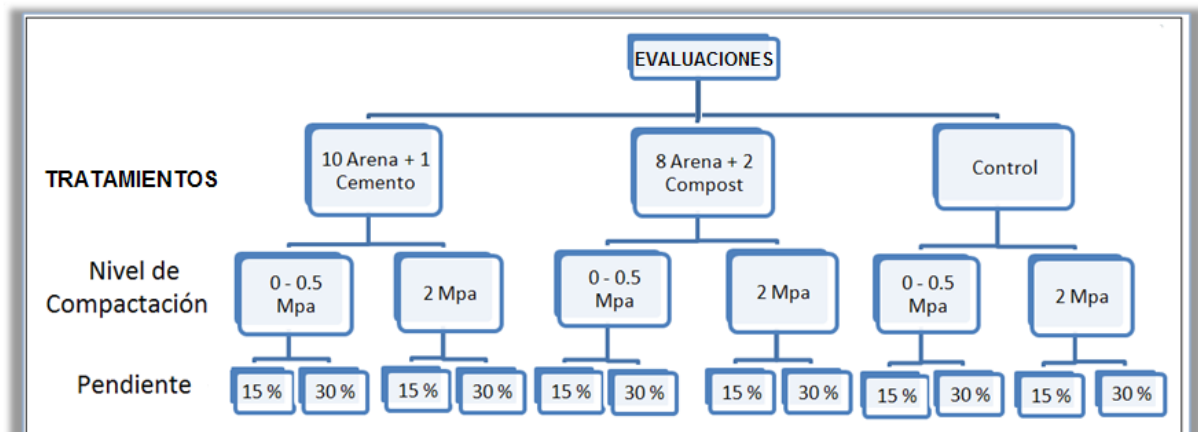 EVALUACIONES
TRATAMIENTOS
10 Arena + 1
Cemento
8 Arena + 2
Compost
Control
Nivel de
Compactación
0 - 0.5
Mpa
2 Mpa
0 - 0.5
Mpa
2 Mpa
0 - 0.5
Mpa
2 Mpa
Pendiente
15 %
30 %
15 %
30 %
15 %
30 %
15 %
30 %
15 %
30 %
15 %
30 %